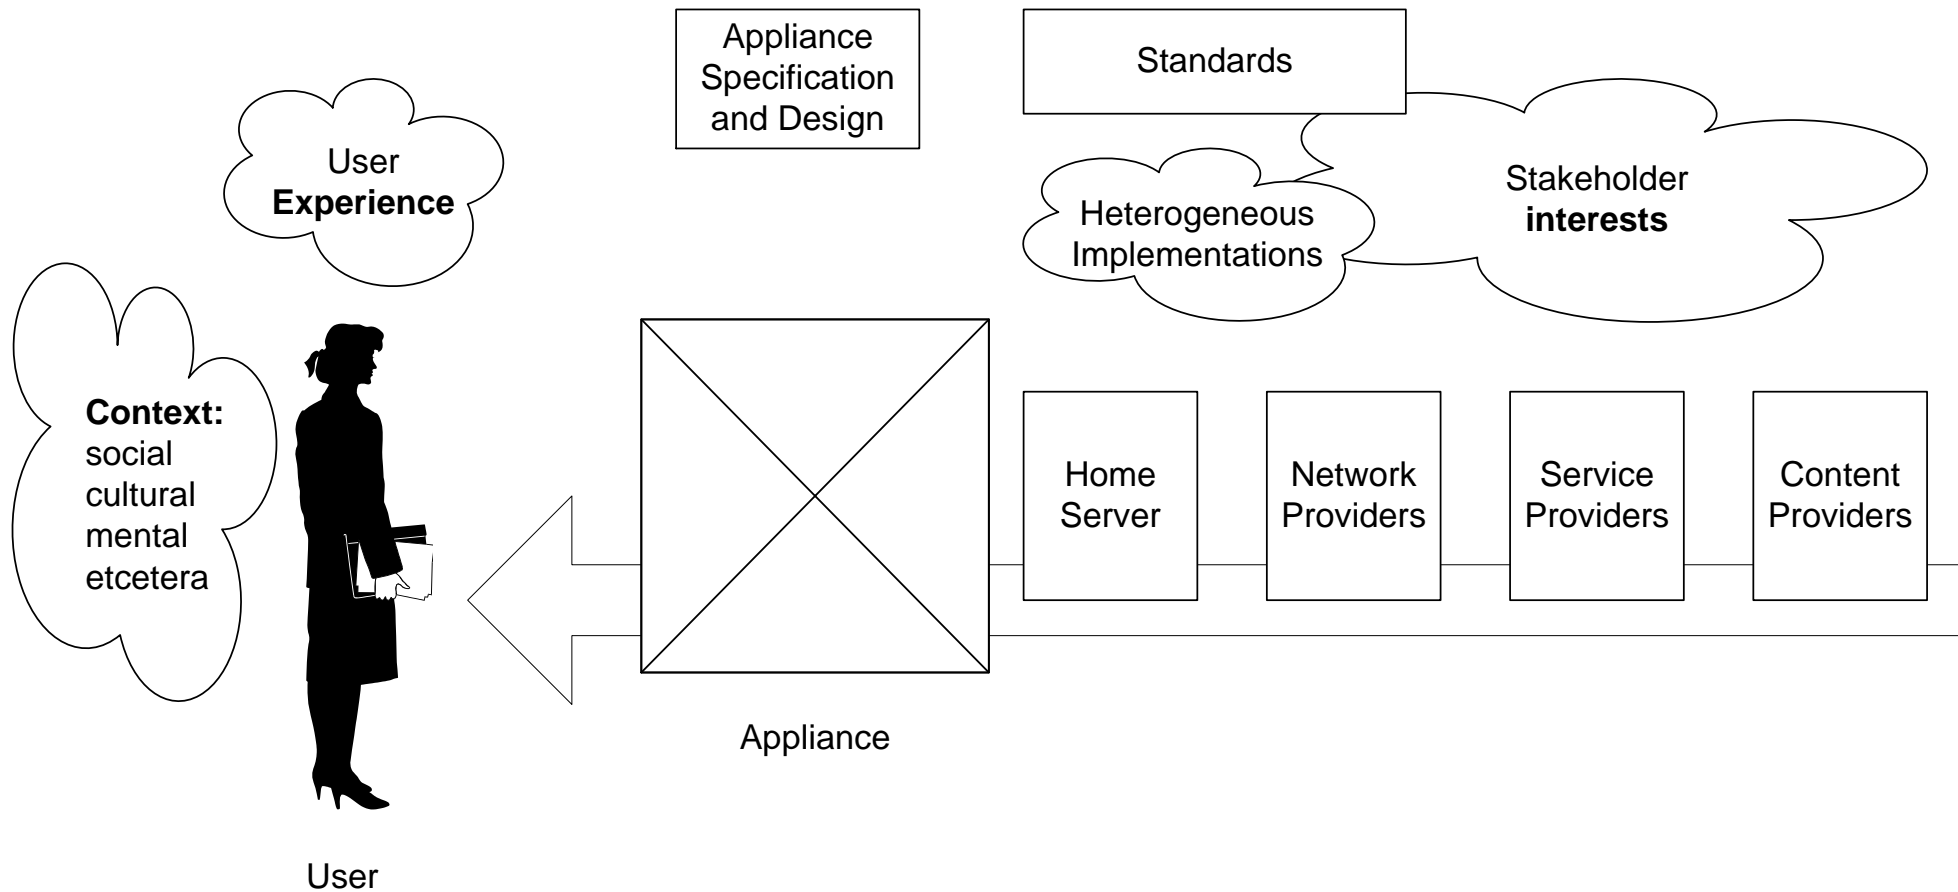 Appliance
Specification
and Design
Standards
User
Experience
Stakeholder
interests
Heterogeneous
Implementations
Context:
social
cultural
mental
etcetera
Home
Server
Network
Providers
Service
Providers
Content
Providers
Appliance
User